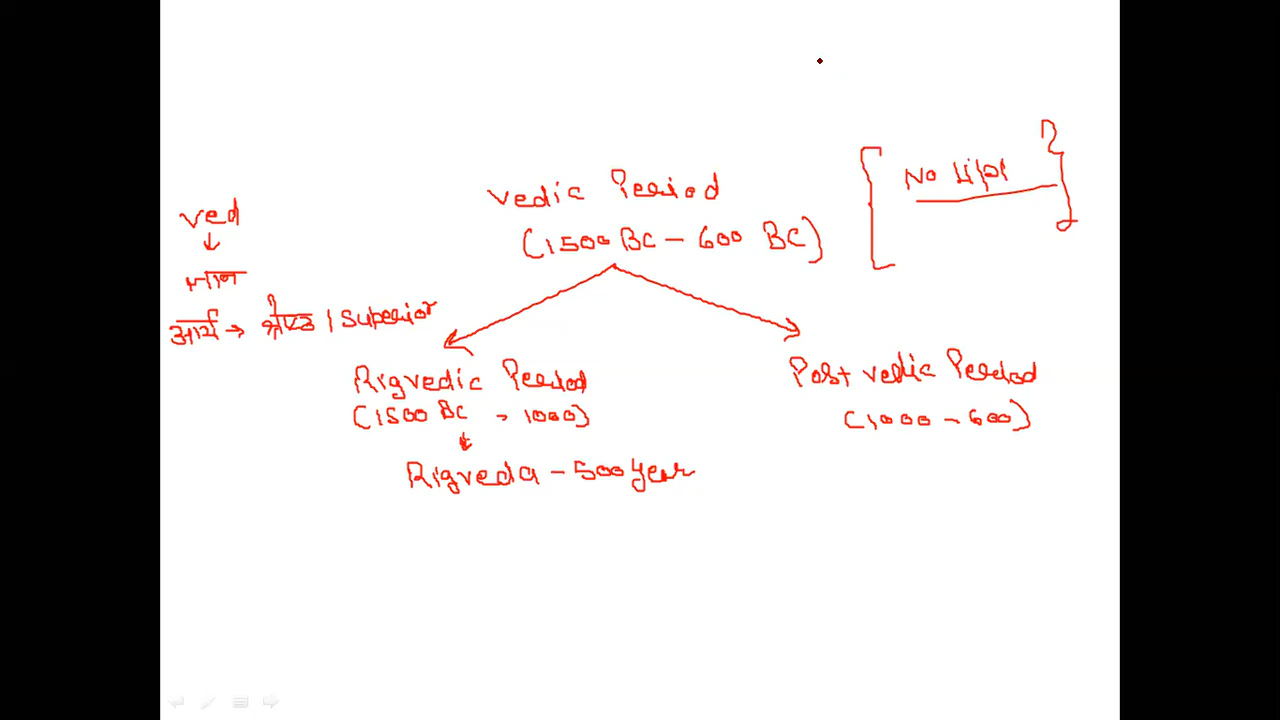 Vedic Period
(1500 BC - 600 BC)
[No लिपि]
ved
↓
ज्ञान
आर्य → श्रेष्ठ / Superior
Rigvedic Period
(1500 BC - 1000)
↓
Rigveda - 500 year
Post vedic Period
(1000 - 600)